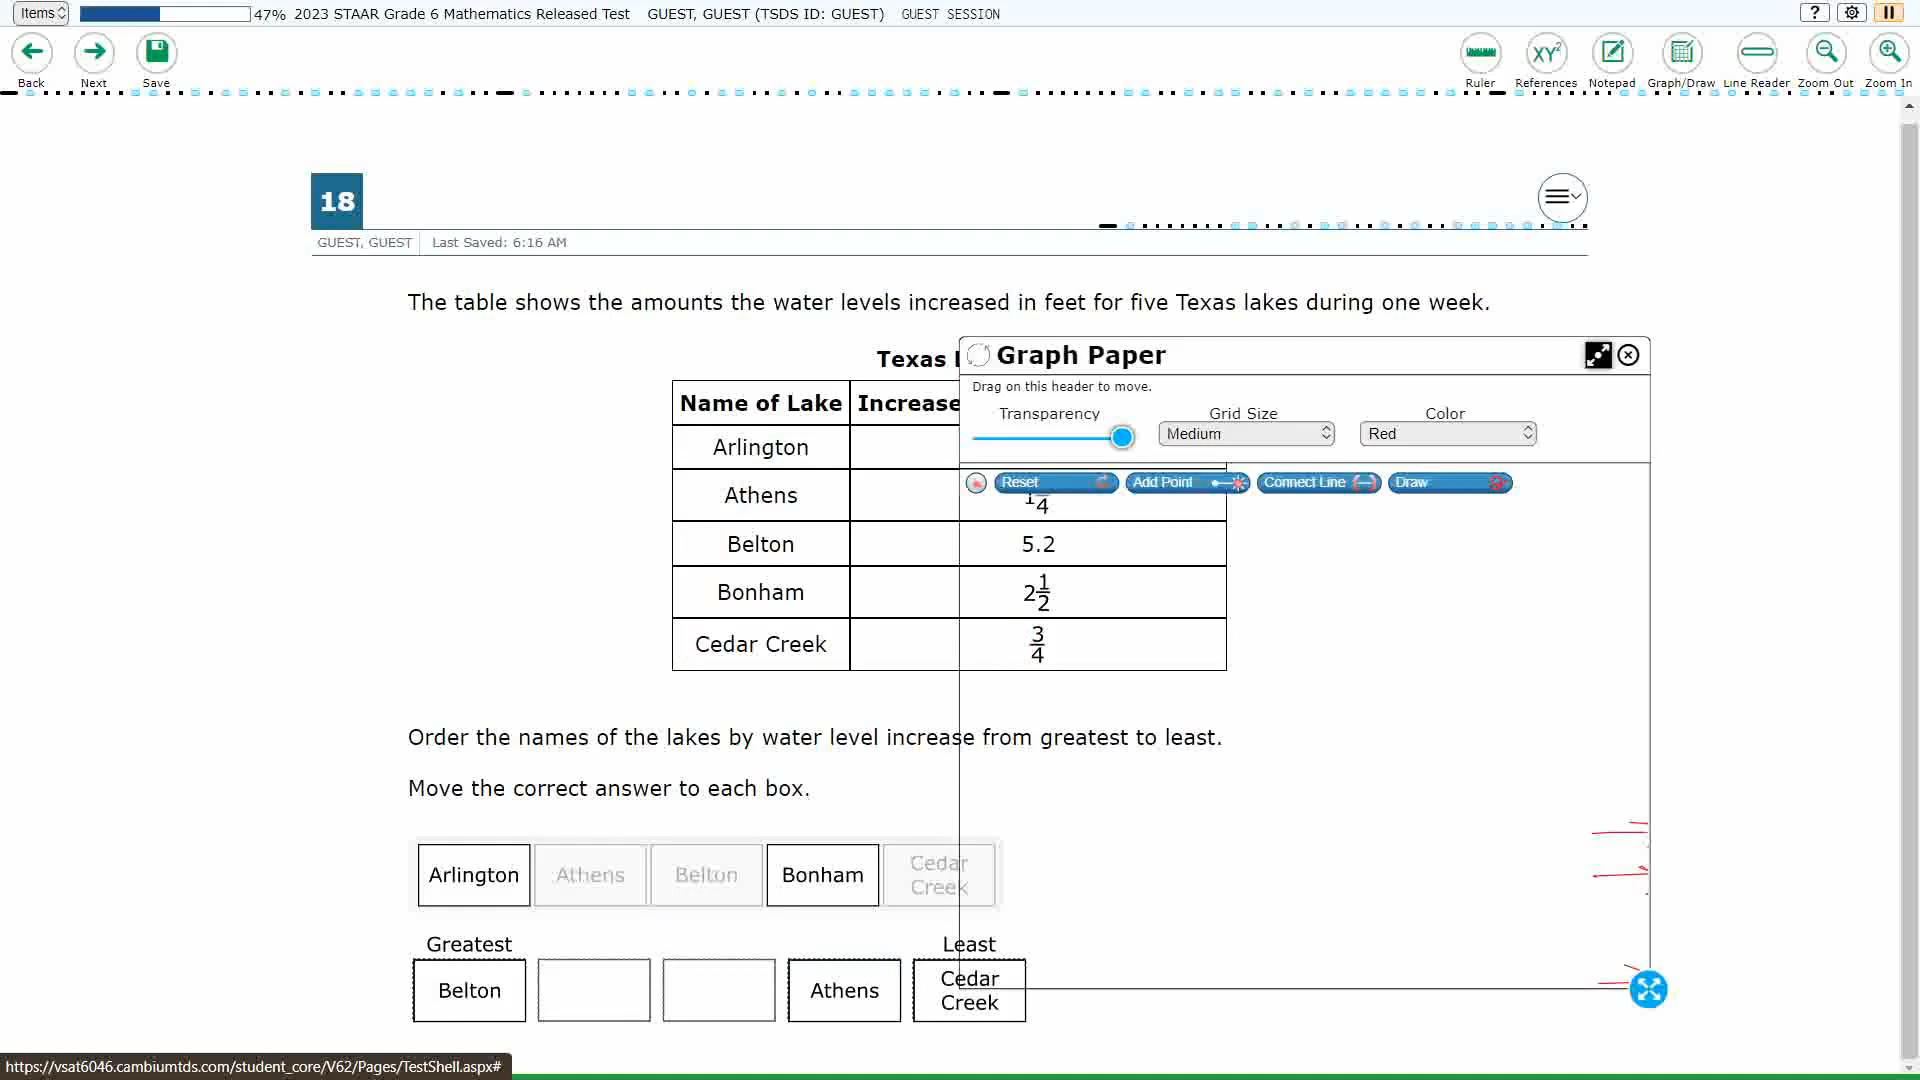 Items 47% 2023 STAAR Grade 6 Mathematics Released Test GUEST, GUEST (TSDS ID: GUEST) GUEST SESSION ?
Back Next Save Ruler XY2 References Notepad Graph/Draw Line Reader Zoom Out Zoom In
18
GUEST, GUEST Last Saved: 6:16 AM
The table shows the amounts the water levels increased in feet for five Texas lakes during one week.
Texas
Graph Paper
Drag on this header to move.
Transparency Grid Size Color
Medium Red
Reset Add Point Connect Line Draw
Name of Lake Increase
Arlington
Athens 1 4
Belton 5.2
Bonham 2 1/2
Cedar Creek 3/4
Order the names of the lakes by water level increase from greatest to least.
Move the correct answer to each box.
Arlington Athens Belton Bonham Cedar Creek
Greatest Least
Belton Athens Cedar Creek
https://vsat6046.cambiumtds.com/student_core/V62/Pages/TestShell.aspx#